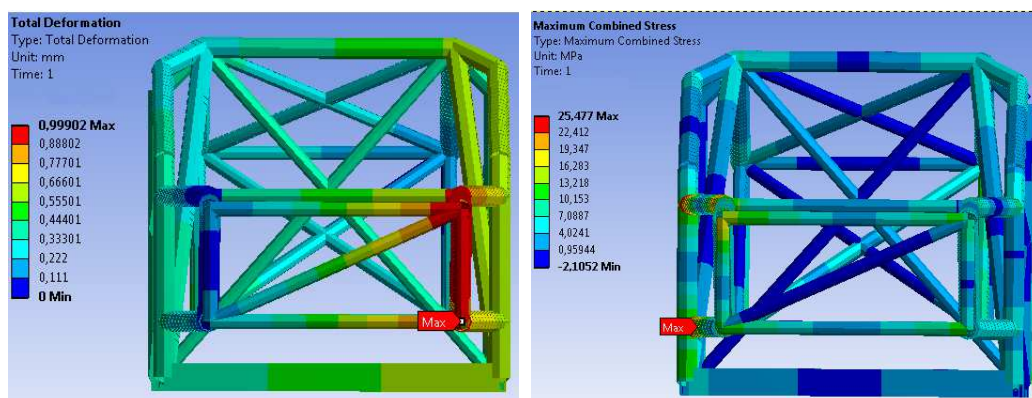 Total Deformation
Type: Total Deformation
Unit: mm
Time: 1
0,99902 Max
0,88802
0,77701
0,66601
0,55501
0,44401
0,33301
0,222
0,111
0 Min
Max
Maximum Combined Stress
Type: Maximum Combined Stress
Unit: MPa
Time: 1
25,477 Max
22,412
19,347
16,283
13,218
10,153
7,0887
4,0241
0,95944
-2,1052 Min
Max